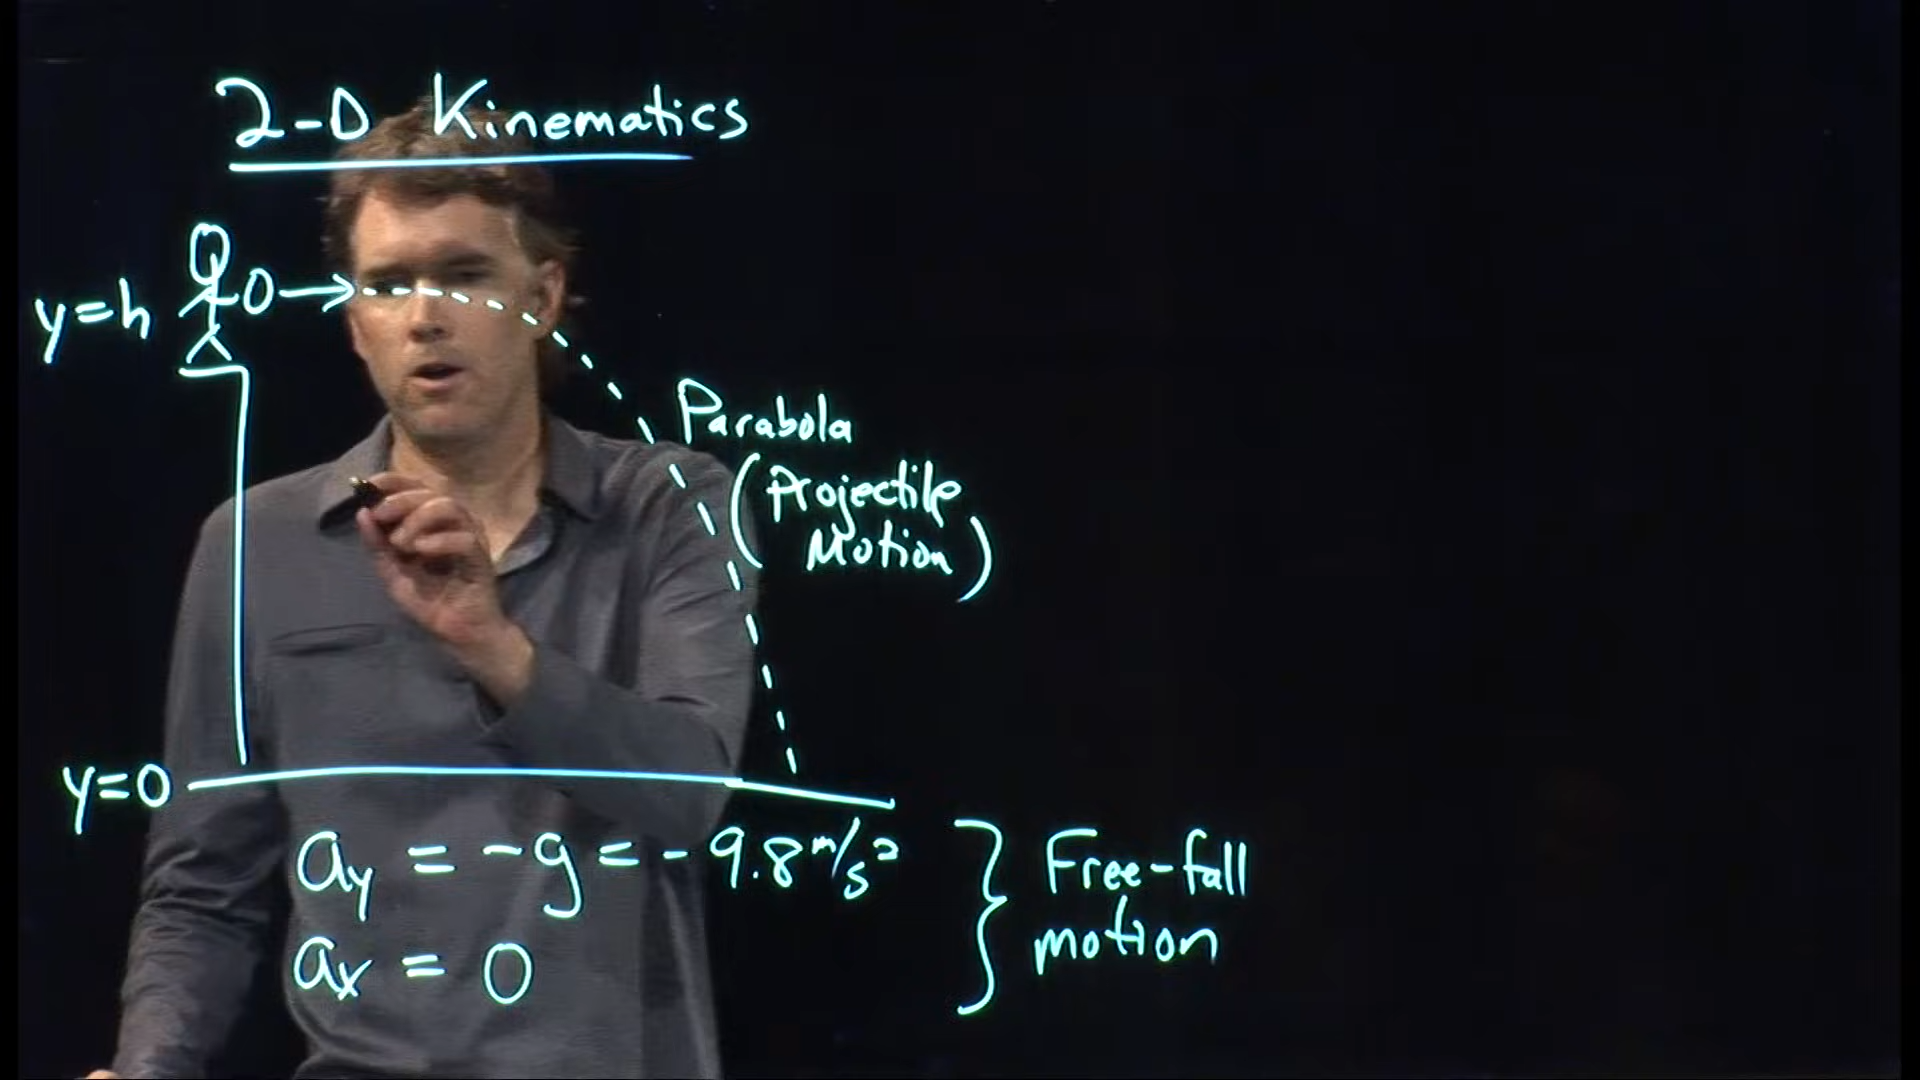 2-D Kinematics
y=h
Parabola
(Projectile
Motion)
y=0
ay = -g = -9.8 m/s²
ax = 0
} Free-fall
motion